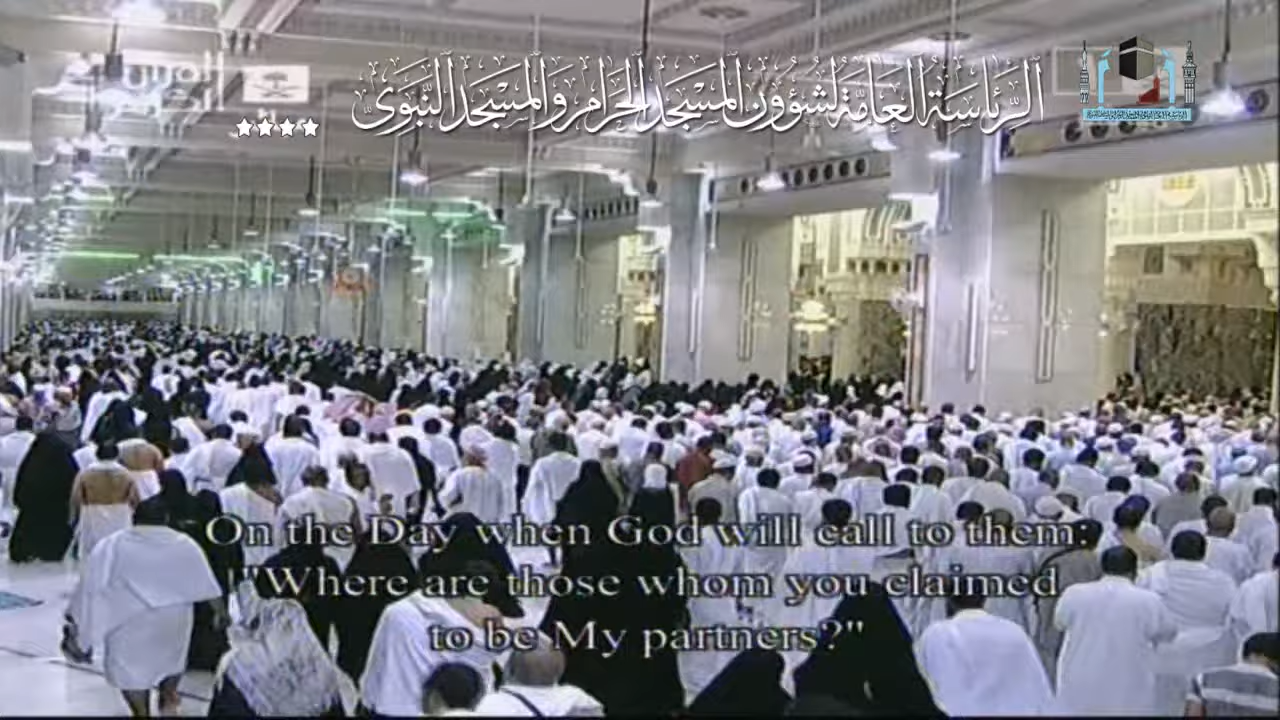 الرئاسة العامة لشؤون المسجد الحرام والمسجد النبوي
On the Day when God will call to them:
"Where are those whom you claimed
to be My partners?"